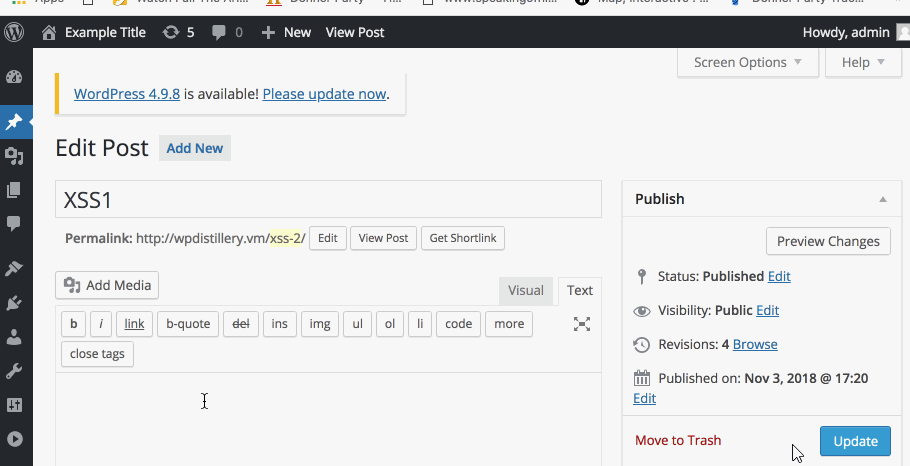 Example Title 5 0 New View Post Howdy, admin
Screen Options Help
WordPress 4.9.8 is available! Please update now.
Edit Post Add New
XSS1
Permalink: http://wpdistillery.vm/xss-2/ Edit View Post Get Shortlink
Add Media Visual Text
b i link b-quote del ins img ul ol li code more
close tags
Publish
Preview Changes
Status: Published Edit
Visibility: Public Edit
Revisions: 4 Browse
Published on: Nov 3, 2018 @ 17:20
Edit
Move to Trash Update